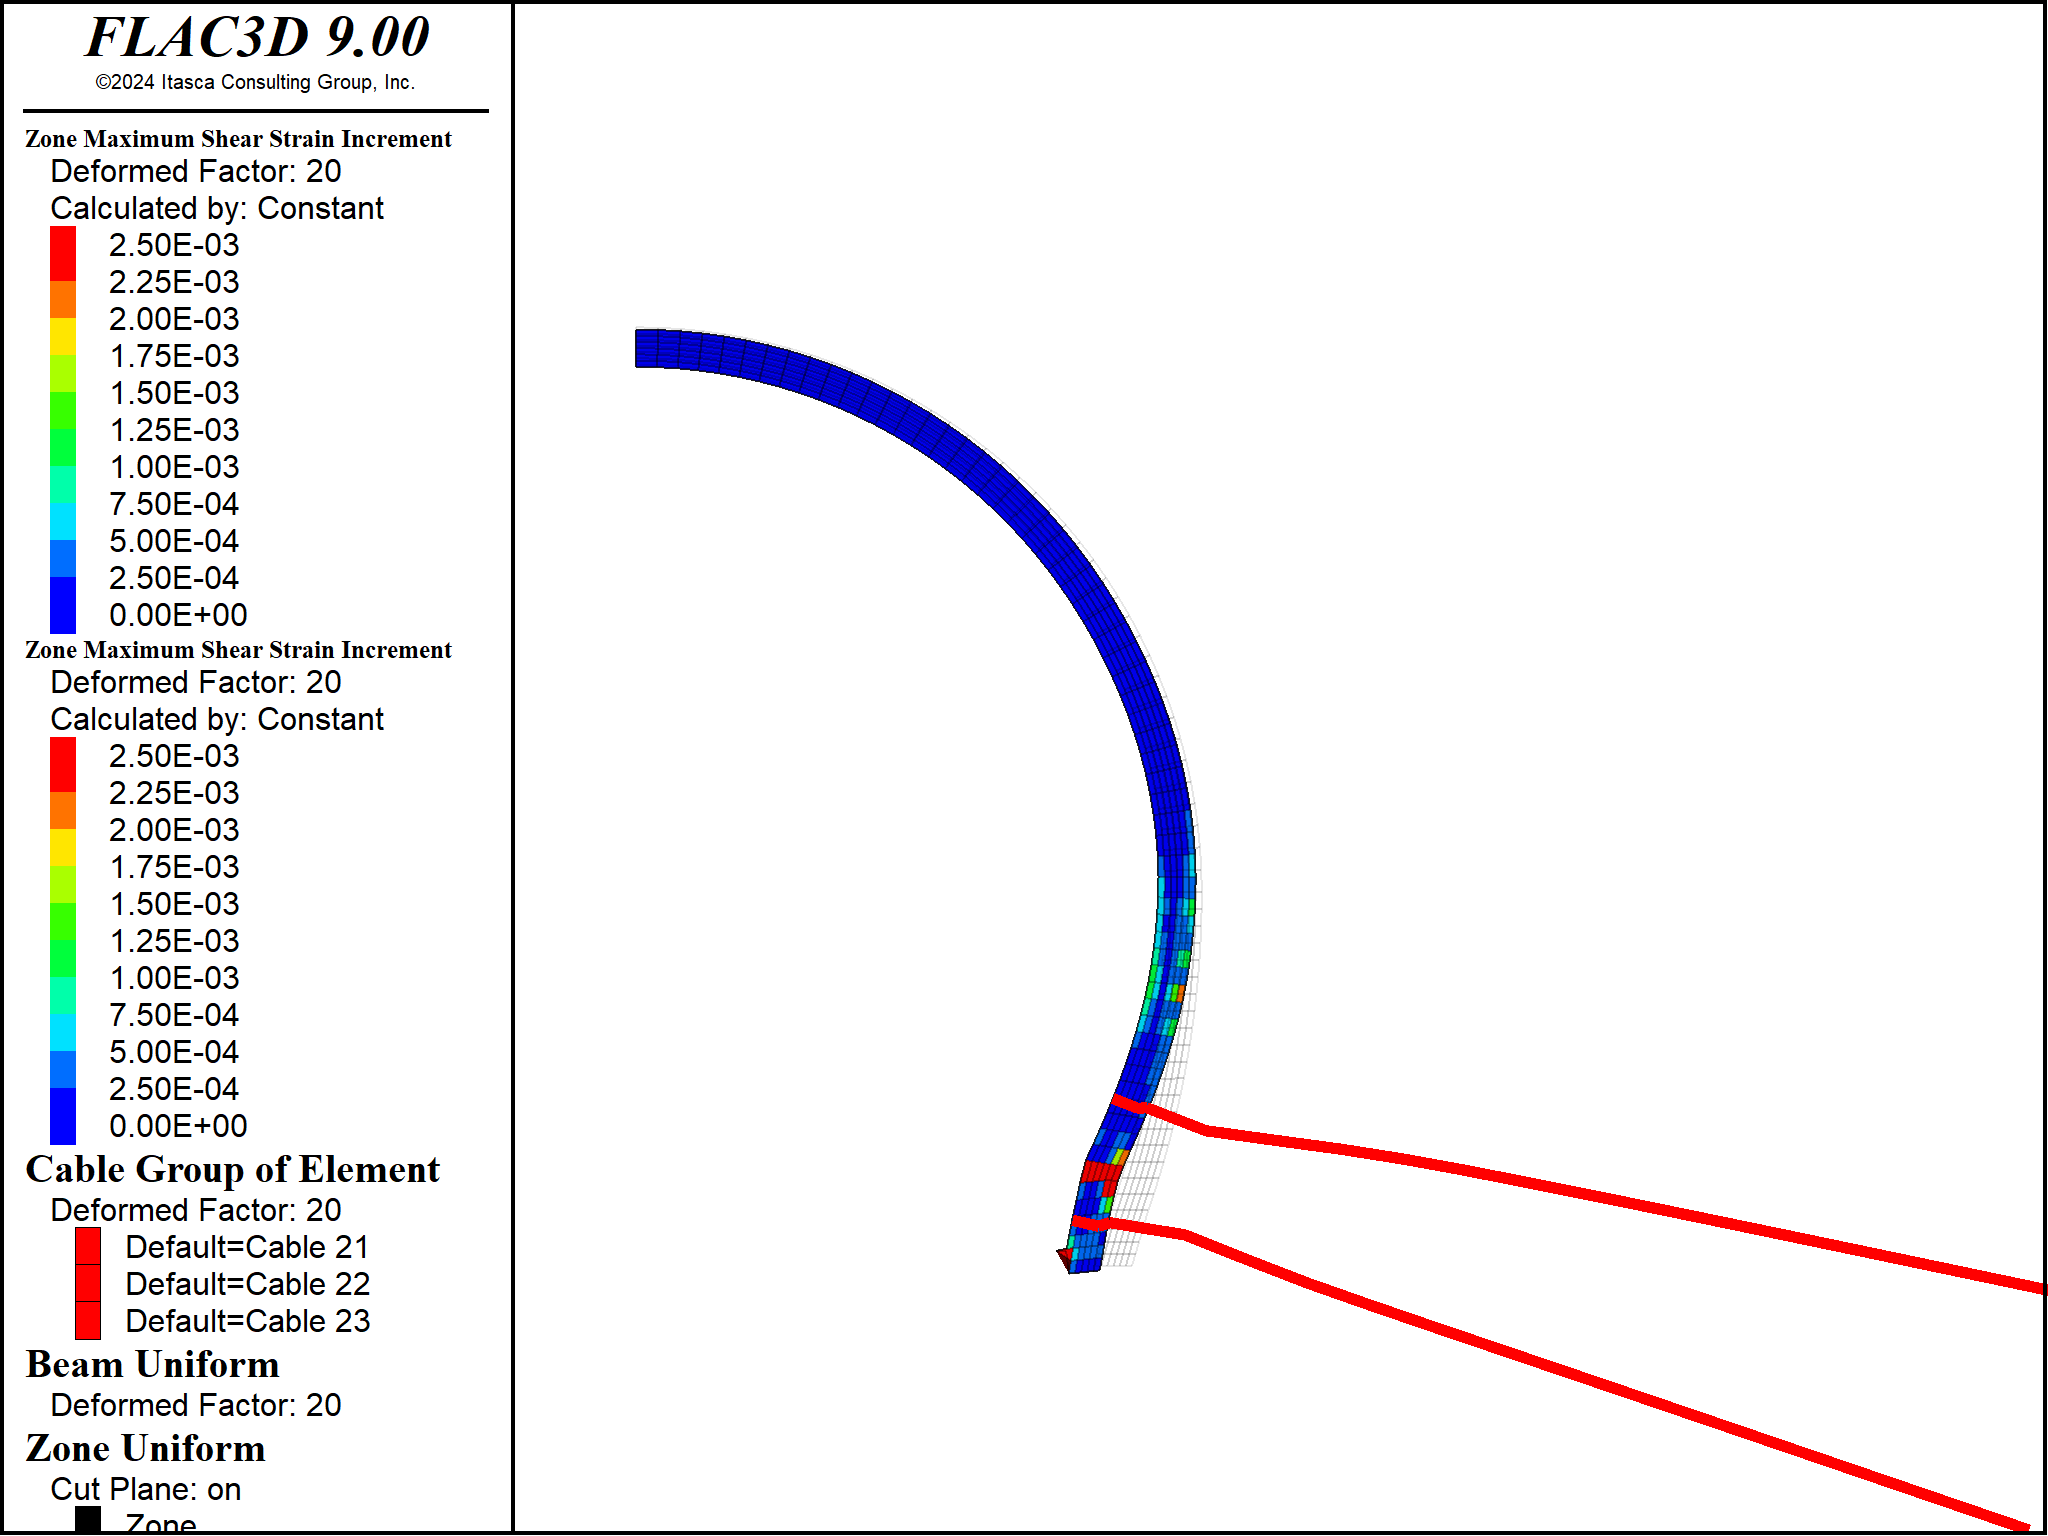 FLAC3D 9.00
©2024 Itasca Consulting Group, Inc.
Zone Maximum Shear Strain Increment
Deformed Factor: 20
Calculated by: Constant
2.50E-03
2.25E-03
2.00E-03
1.75E-03
1.50E-03
1.25E-03
1.00E-03
7.50E-04
5.00E-04
2.50E-04
0.00E+00
Zone Maximum Shear Strain Increment
Deformed Factor: 20
Calculated by: Constant
2.50E-03
2.25E-03
2.00E-03
1.75E-03
1.50E-03
1.25E-03
1.00E-03
7.50E-04
5.00E-04
2.50E-04
0.00E+00
Cable Group of Element
Deformed Factor: 20
Default=Cable 21
Default=Cable 22
Default=Cable 23
Beam Uniform
Deformed Factor: 20
Zone Uniform
Cut Plane: on
Zone